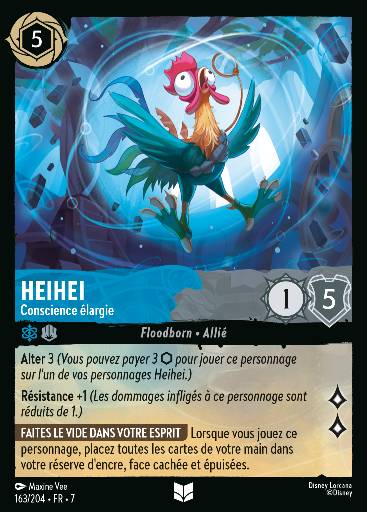 5
HEIHEI
Conscience élargie
1
5
Floodborn • Allié
Alter 3 (Vous pouvez payer 3 pour jouer ce personnage
sur l'un de vos personnages Heihei.)
Résistance +1 (Les dommages infligés à ce personnage sont
réduits de 1.)
FAITES LE VIDE DANS VOTRE ESPRIT Lorsque vous jouez ce
personnage, placez toutes les cartes de votre main dans
votre réserve d'encre, face cachée et épuisées.
Maxine Vee
163/204 • FR • 7
Disney Lorcana
©Disney